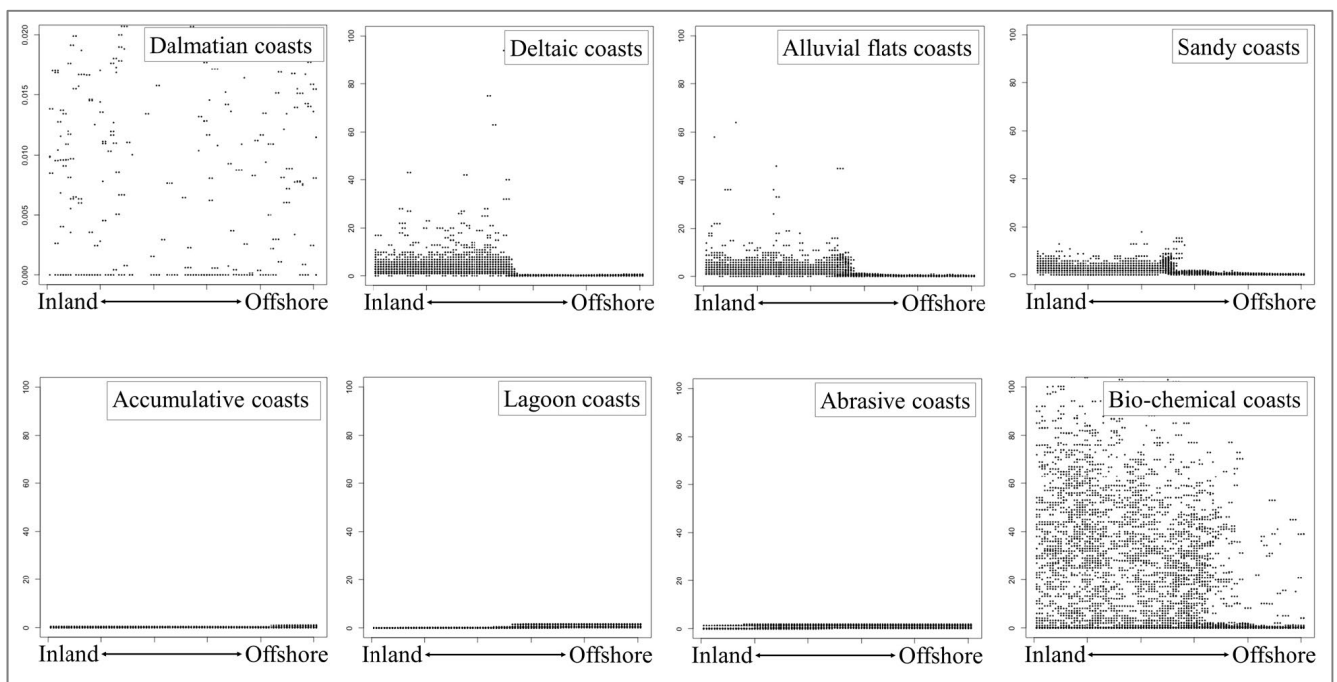 Dalmatian coasts
0.020
0.015
0.010
0.005
0.000
Inland Offshore
Deltaic coasts
100
80
60
40
20
0
Inland Offshore
Alluvial flats coasts
100
80
60
40
20
0
Inland Offshore
Sandy coasts
100
80
60
40
20
0
Inland Offshore
Accumulative coasts
100
80
60
40
20
0
Inland Offshore
Lagoon coasts
100
80
60
40
20
0
Inland Offshore
Abrasive coasts
100
80
60
40
20
0
Inland Offshore
Bio-chemical coasts
100
80
60
40
20
0
Inland Offshore